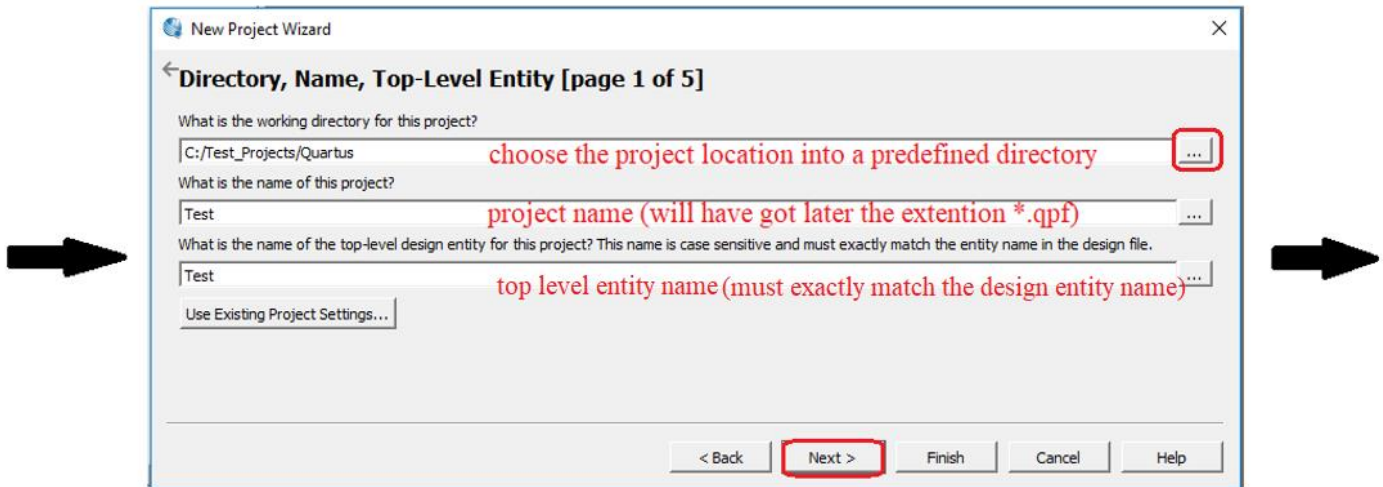 New Project Wizard
Directory, Name, Top-Level Entity [page 1 of 5]
What is the working directory for this project?
C:/Test_Projects/Quartus choose the project location into a predefined directory ...
What is the name of this project?
Test project name (will have got later the extention *.qpf) ...
What is the name of the top-level design entity for this project? This name is case sensitive and must exactly match the entity name in the design file.
Test top level entity name (must exactly match the design entity name) ...
Use Existing Project Settings...
< Back Next > Finish Cancel Help